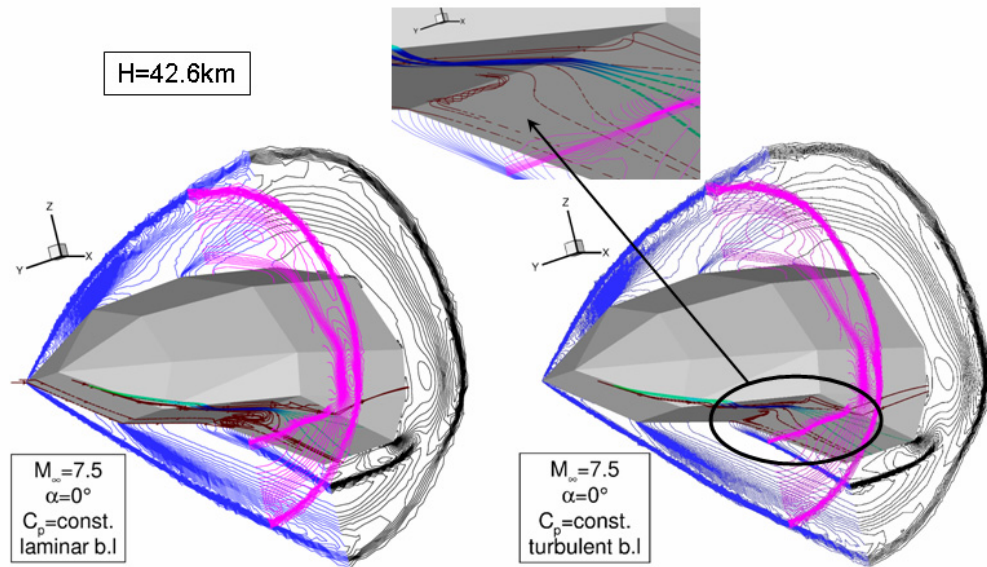 H=42.6km
Y
X
Z
Y
X
M∞=7.5
α=0°
Cp=const.
laminar b.l
Z
Y
X
M∞=7.5
α=0°
Cp=const.
turbulent b.l